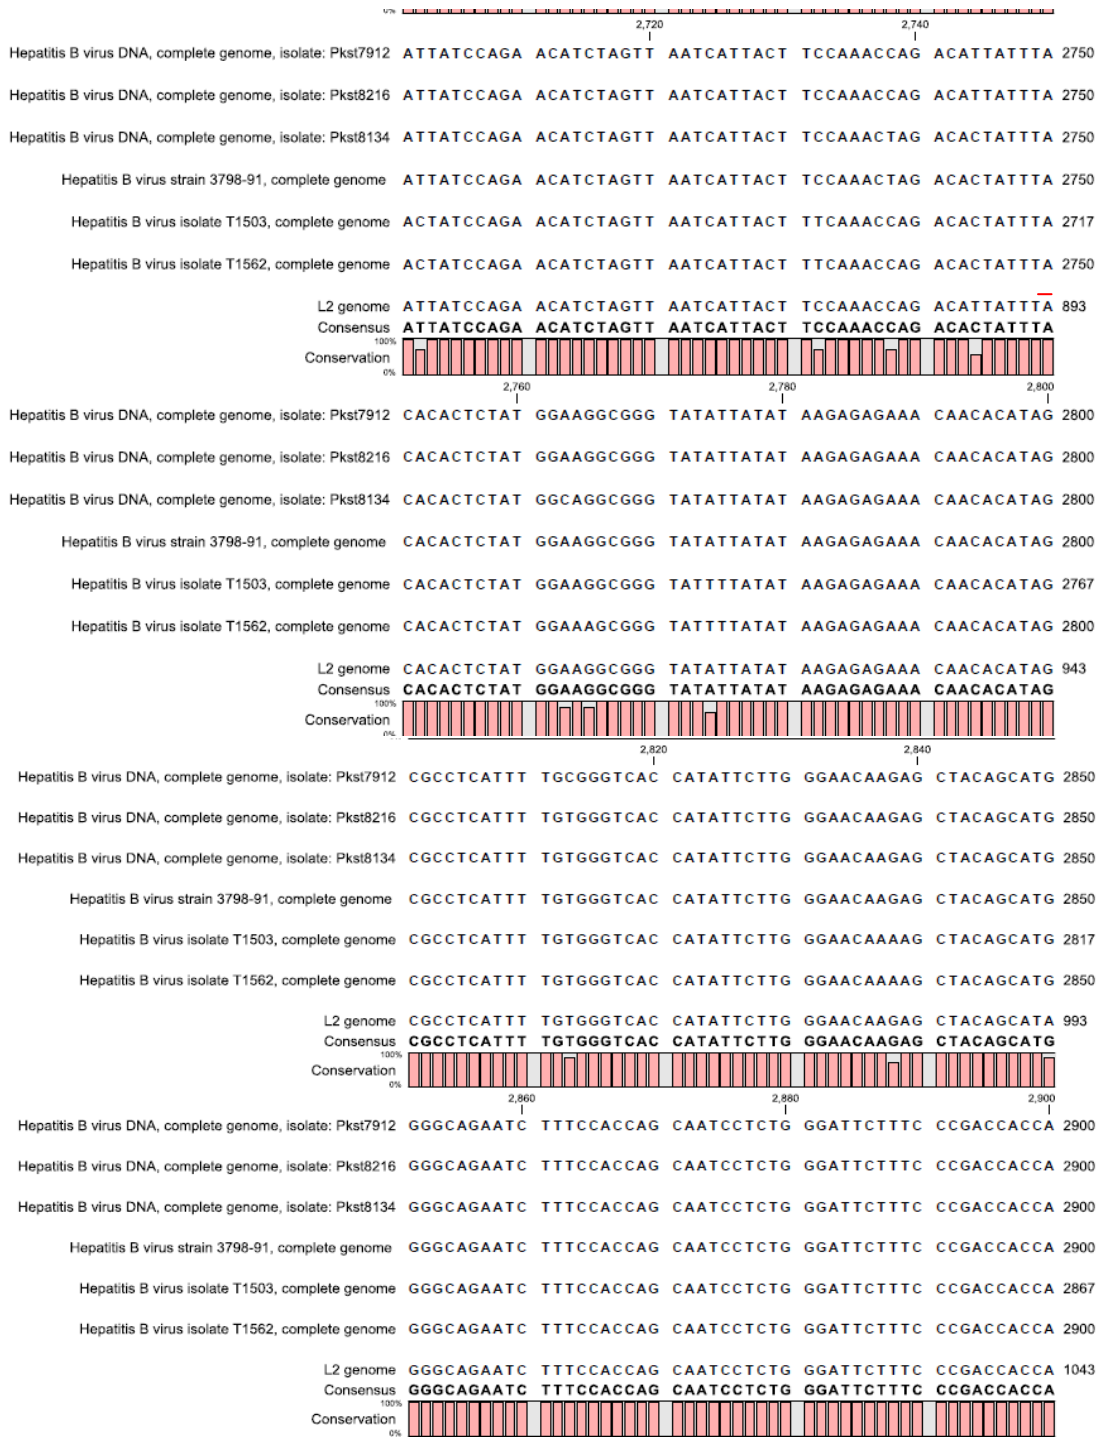 0%
2,720 2,740
Hepatitis B virus DNA, complete genome, isolate: Pkst7912 ATTATCCAGA ACATCTAGTT AATCATTACT TCCAAACCAG ACATTATTTA 2750
Hepatitis B virus DNA, complete genome, isolate: Pkst8216 ATTATCCAGA ACATCTAGTT AATCATTACT TCCAAACCAG ACATTATTTA 2750
Hepatitis B virus DNA, complete genome, isolate: Pkst8134 ATTATCCAGA ACATCTAGTT AATCATTACT TCCAAACTAG ACACTATTTA 2750
Hepatitis B virus strain 3798-91, complete genome ATTATCCAGA ACATCTAGTT AATCATTACT TCCAAACTAG ACACTATTTA 2750
Hepatitis B virus isolate T1503, complete genome ACTATCCAGA ACATCTAGTT AATCATTACT TTCAAACCAG ACACTATTTA 2717
Hepatitis B virus isolate T1562, complete genome ACTATCCAGA ACATCTAGTT AATCATTACT TTCAAACCAG ACACTATTTA 2750
L2 genome ATTATCCAGA ACATCTAGTT AATCATTACT TCCAAACCAG ACATTATTTA 893
Consensus ATTATCCAGA ACATCTAGTT AATCATTACT TCCAAACCAG ACACTATTTA
100%
Conservation
0%
2,760 2,780 2,800
Hepatitis B virus DNA, complete genome, isolate: Pkst7912 CACACTCTAT GGAAGGCGGG TATATTATAT AAGAGAGAAA CAACACATAG 2800
Hepatitis B virus DNA, complete genome, isolate: Pkst8216 CACACTCTAT GGAAGGCGGG TATATTATAT AAGAGAGAAA CAACACATAG 2800
Hepatitis B virus DNA, complete genome, isolate: Pkst8134 CACACTCTAT GGCAGGCGGG TATATTATAT AAGAGAGAAA CAACACATAG 2800
Hepatitis B virus strain 3798-91, complete genome CACACTCTAT GGAAGGCGGG TATATTATAT AAGAGAGAAA CAACACATAG 2800
Hepatitis B virus isolate T1503, complete genome CACACTCTAT GGAAGGCGGG TATTTTATAT AAGAGAGAAA CAACACATAG 2767
Hepatitis B virus isolate T1562, complete genome CACACTCTAT GGAAAGCGGG TATTTTATAT AAGAGAGAAA CAACACATAG 2800
L2 genome CACACTCTAT GGAAGGCGGG TATATTATAT AAGAGAGAAA CAACACATAG 943
Consensus CACACTCTAT GGAAGGCGGG TATATTATAT AAGAGAGAAA CAACACATAG
100%
Conservation
0%
2,820 2,840
Hepatitis B virus DNA, complete genome, isolate: Pkst7912 CGCCTCATTT TGCGGGTCAC CATATTCTTG GGAACAAGAG CTACAGCATG 2850
Hepatitis B virus DNA, complete genome, isolate: Pkst8216 CGCCTCATTT TGTGGGTCAC CATATTCTTG GGAACAAGAG CTACAGCATG 2850
Hepatitis B virus DNA, complete genome, isolate: Pkst8134 CGCCTCATTT TGTGGGTCAC CATATTCTTG GGAACAAGAG CTACAGCATG 2850
Hepatitis B virus strain 3798-91, complete genome CGCCTCATTT TGTGGGTCAC CATATTCTTG GGAACAAGAG CTACAGCATG 2850
Hepatitis B virus isolate T1503, complete genome CGCCTCATTT TGTGGGTCAC CATATTCTTG GGAACAAAAG CTACAGCATG 2817
Hepatitis B virus isolate T1562, complete genome CGCCTCATTT TGTGGGTCAC CATATTCTTG GGAACAAAAG CTACAGCATG 2850
L2 genome CGCCTCATTT TGTGGGTCAC CATATTCTTG GGAACAAGAG CTACAGCATA 993
Consensus CGCCTCATTT TGTGGGTCAC CATATTCTTG GGAACAAGAG CTACAGCATG
100%
Conservation
0%
2,860 2,880 2,900
Hepatitis B virus DNA, complete genome, isolate: Pkst7912 GGGCAGAATC TTTCCACCAG CAATCCTCTG GGATTCTTTC CCGACCACCA 2900
Hepatitis B virus DNA, complete genome, isolate: Pkst8216 GGGCAGAATC TTTCCACCAG CAATCCTCTG GGATTCTTTC CCGACCACCA 2900
Hepatitis B virus DNA, complete genome, isolate: Pkst8134 GGGCAGAATC TTTCCACCAG CAATCCTCTG GGATTCTTTC CCGACCACCA 2900
Hepatitis B virus strain 3798-91, complete genome GGGCAGAATC TTTCCACCAG CAATCCTCTG GGATTCTTTC CCGACCACCA 2900
Hepatitis B virus isolate T1503, complete genome GGGCAGAATC TTTCCACCAG CAATCCTCTG GGATTCTTTC CCGACCACCA 2867
Hepatitis B virus isolate T1562, complete genome GGGCAGAATC TTTCCACCAG CAATCCTCTG GGATTCTTTC CCGACCACCA 2900
L2 genome GGGCAGAATC TTTCCACCAG CAATCCTCTG GGATTCTTTC CCGACCACCA 1043
Consensus GGGCAGAATC TTTCCACCAG CAATCCTCTG GGATTCTTTC CCGACCACCA
100%
Conservation
0%